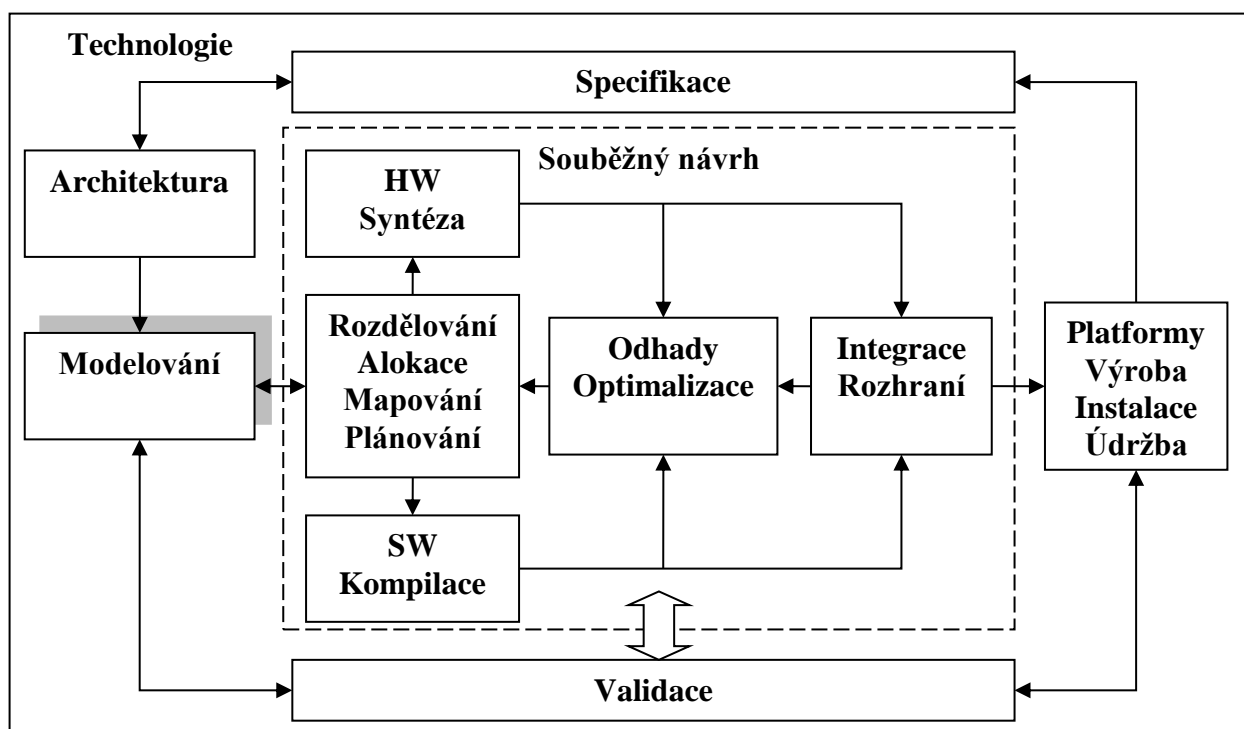 Technologie
Specifikace
Architektura
Souběžný návrh
HW
Syntéza
Modelování
Rozdělování
Alokace
Mapování
Plánování
Odhady
Optimalizace
Integrace
Rozhraní
Platformy
Výroba
Instalace
Údržba
SW
Kompilace
Validace